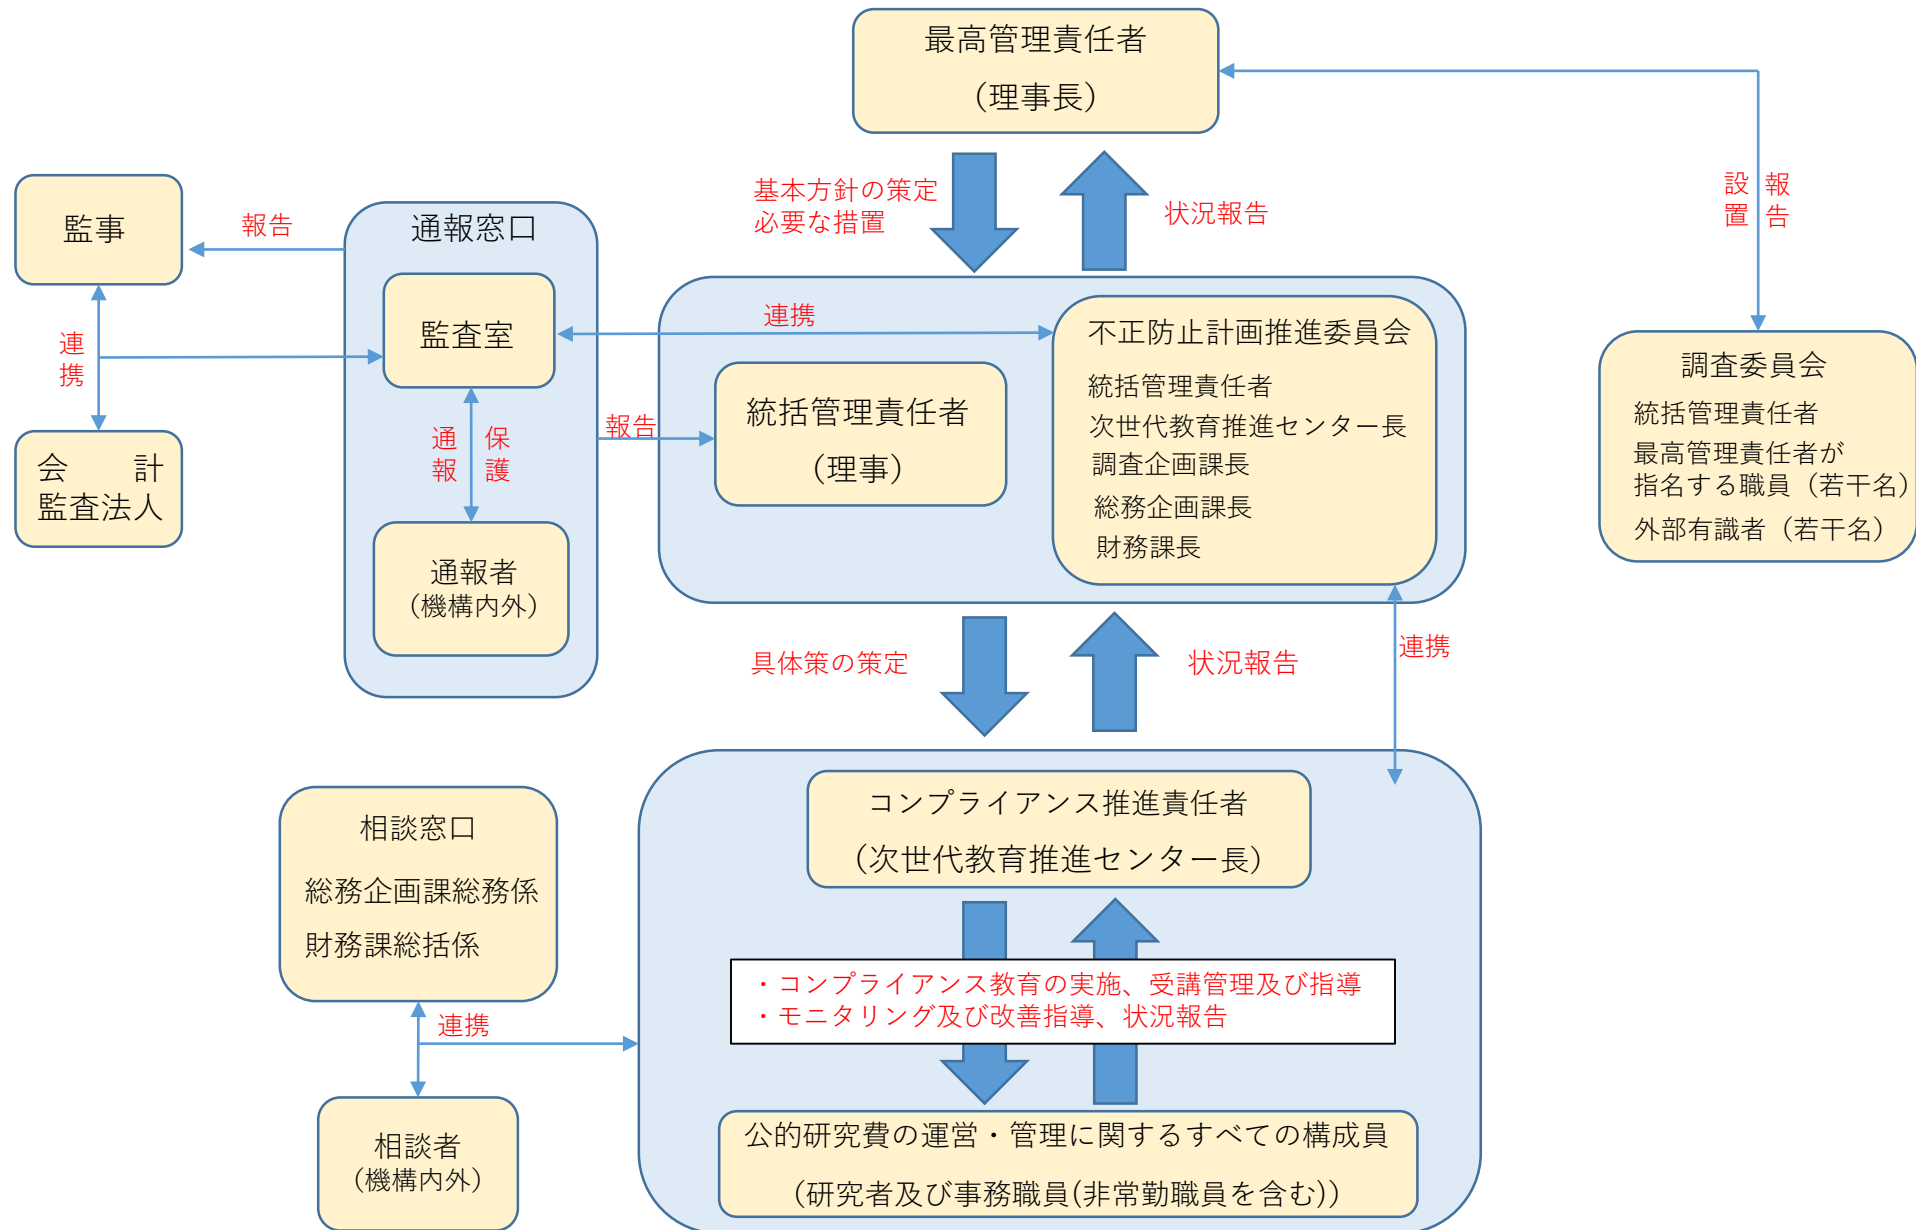 最高管理責任者
（理事長）
基本方針の策定
必要な措置
状況報告
設置
報告
監事
報告
連携
会　計
監査法人
通報窓口
監査室
通報
保護
通報者
（機構内外）
連携
報告
統括管理責任者
（理事）
不正防止計画推進委員会
統括管理責任者
次世代教育推進センター長
調査企画課長
総務企画課長
財務課長
調査委員会
統括管理責任者
最高管理責任者が
指名する職員（若干名）
外部有識者（若干名）
具体策の策定
状況報告
連携
相談窓口
総務企画課総務係
財務課総括係
連携
相談者
（機構内外）
コンプライアンス推進責任者
（次世代教育推進センター長）
・コンプライアンス教育の実施、受講管理及び指導
・モニタリング及び改善指導、状況報告
公的研究費の運営・管理に関するすべての構成員
（研究者及び事務職員(非常勤職員を含む)）